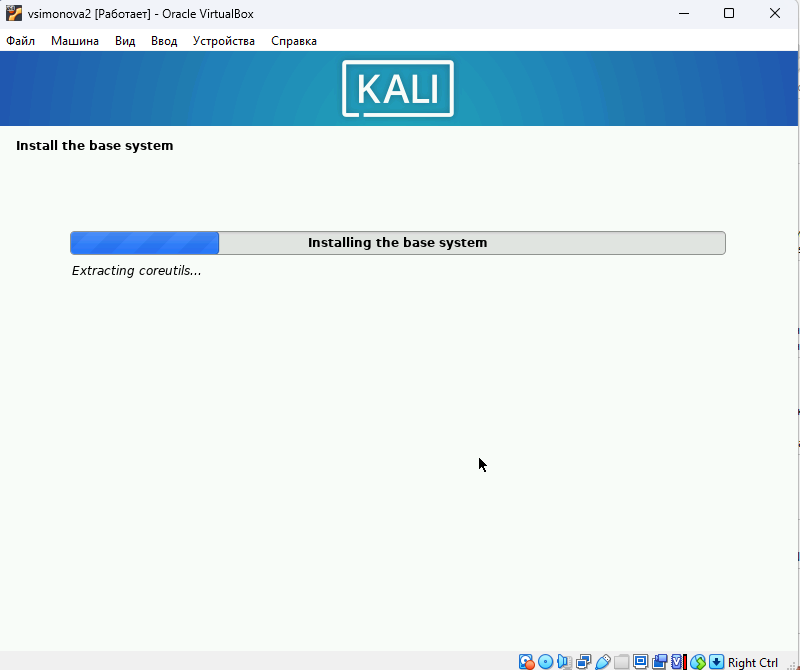 vsimonova2 [Работает] - Oracle VirtualBox
Файл Машина Вид Ввод Устройства Справка
KALI
Install the base system
Installing the base system
Extracting coreutils...
Right Ctrl